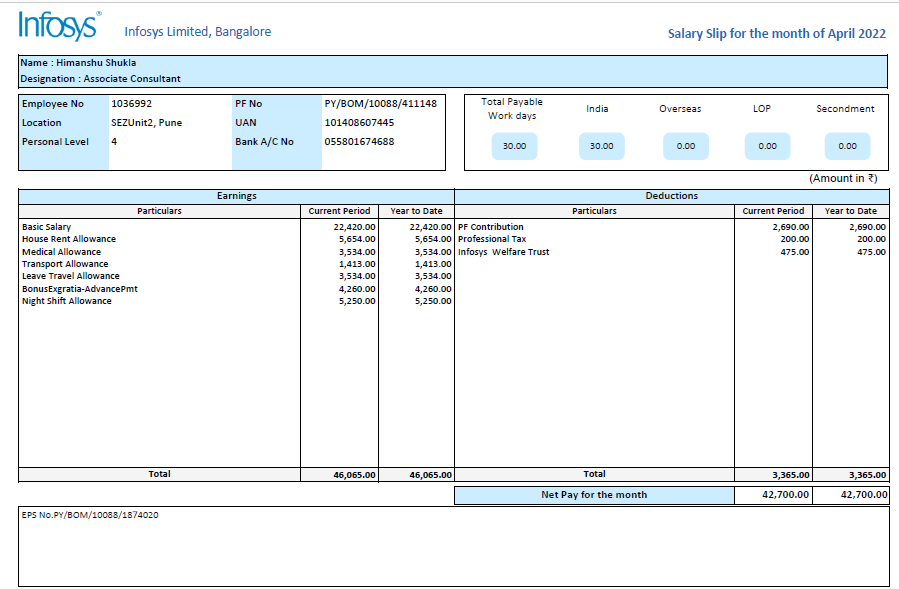 Infosys®
Infosys Limited, Bangalore
Salary Slip for the month of April 2022
Name : Himanshu Shukla
Designation : Associate Consultant
Employee No 1036992 PF No PY/BOM/10088/411148
Location SEZUnit2, Pune UAN 101408607445
Personal Level 4 Bank A/C No 055801674688
Total Payable Work days India Overseas LOP Secondment
30.00 30.00 0.00 0.00 0.00
(Amount in ₹)
Earnings Deductions
Particulars Current Period Year to Date Particulars Current Period Year to Date
Basic Salary 22,420.00 22,420.00 PF Contribution 2,690.00 2,690.00
House Rent Allowance 5,654.00 5,654.00 Professional Tax 200.00 200.00
Medical Allowance 3,534.00 3,534.00 Infosys Welfare Trust 475.00 475.00
Transport Allowance 1,413.00 1,413.00
Leave Travel Allowance 3,534.00 3,534.00
BonusExgratia-AdvancePmt 4,260.00 4,260.00
Night Shift Allowance 5,250.00 5,250.00
Total 46,065.00 46,065.00 Total 3,365.00 3,365.00
Net Pay for the month 42,700.00 42,700.00
EPS No.PY/BOM/10088/1874020